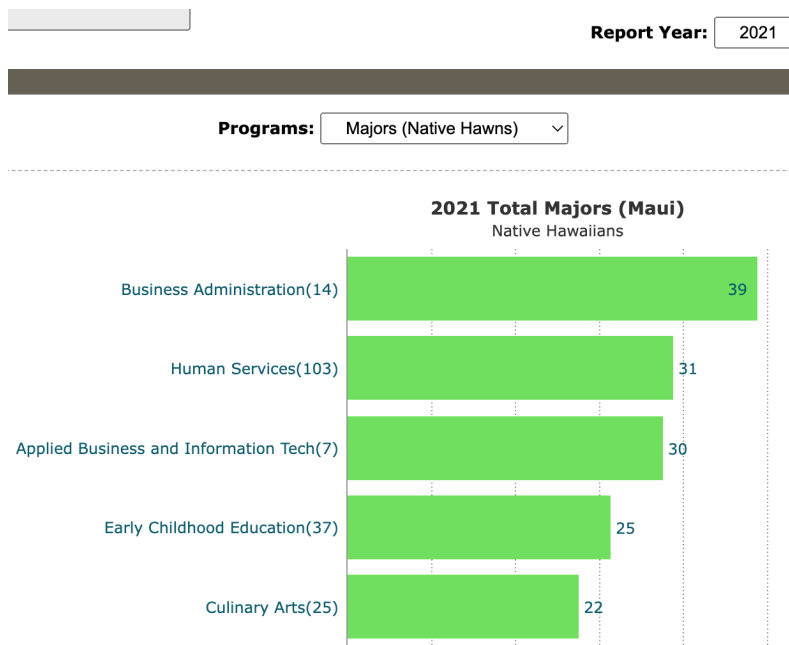 Report Year: 2021
Programs: Majors (Native Hawns)
2021 Total Majors (Maui)
Native Hawaiians
Business Administration(14) 39
Human Services(103) 31
Applied Business and Information Tech(7) 30
Early Childhood Education(37) 25
Culinary Arts(25) 22